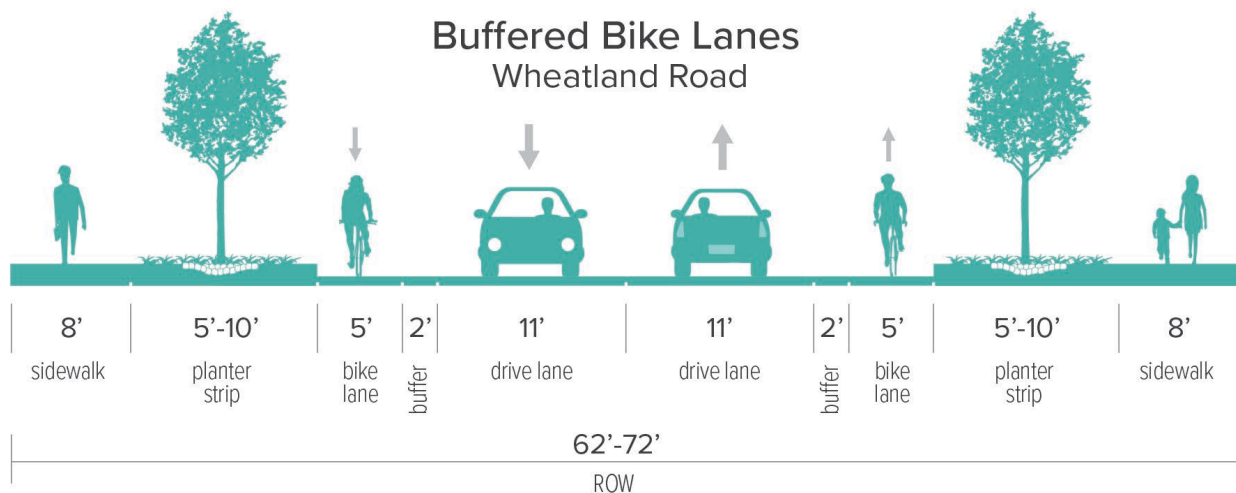 Buffered Bike Lanes
Wheatland Road
8’ 5’-10’ 5’ 2’ 11’ 11’ 2’ 5’ 5’-10’ 8’
sidewalk planter strip bike lane buffer drive lane drive lane buffer bike lane planter strip sidewalk
62’-72’
ROW